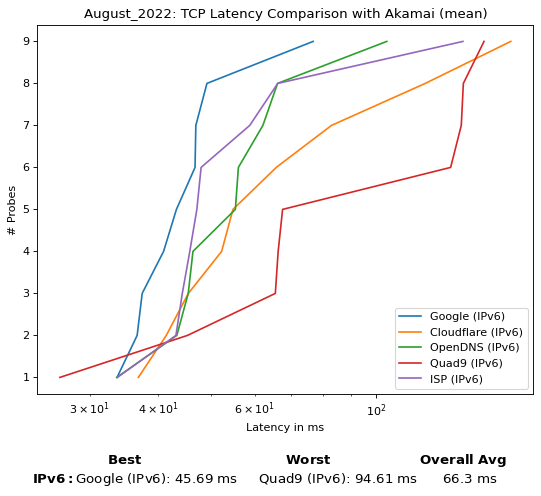 August_2022: TCP Latency Comparison with Akamai (mean)
9
8
7
6
5
4
3
2
1
# Probes
Google (IPv6)
Cloudflare (IPv6)
OpenDNS (IPv6)
Quad9 (IPv6)
ISP (IPv6)
3 × 10¹ 4 × 10¹ 6 × 10¹ 10²
Latency in ms
Best Worst Overall Avg
IPv6: Google (IPv6): 45.69 ms Quad9 (IPv6): 94.61 ms 66.3 ms